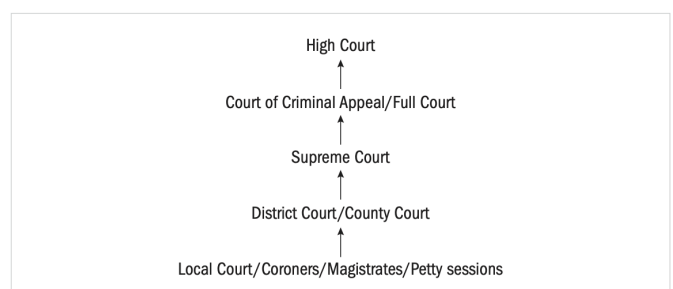 High Court
Court of Criminal Appeal/Full Court
Supreme Court
District Court/County Court
Local Court/Coroners/Magistrates/Petty sessions